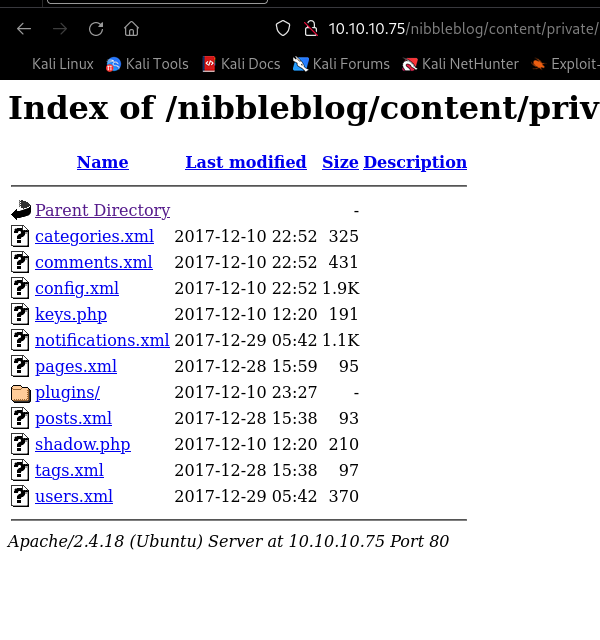 10.10.10.75/nibbleblog/content/private/
Kali Linux Kali Tools Kali Docs Kali Forums Kali NetHunter Exploit-
Index of /nibbleblog/content/priv
Name Last modified Size Description
Parent Directory -
categories.xml 2017-12-10 22:52 325
comments.xml 2017-12-10 22:52 431
config.xml 2017-12-10 22:52 1.9K
keys.php 2017-12-10 12:20 191
notifications.xml 2017-12-29 05:42 1.1K
pages.xml 2017-12-28 15:59 95
plugins/ 2017-12-10 23:27 -
posts.xml 2017-12-28 15:38 93
shadow.php 2017-12-10 12:20 210
tags.xml 2017-12-28 15:38 97
users.xml 2017-12-29 05:42 370
Apache/2.4.18 (Ubuntu) Server at 10.10.10.75 Port 80